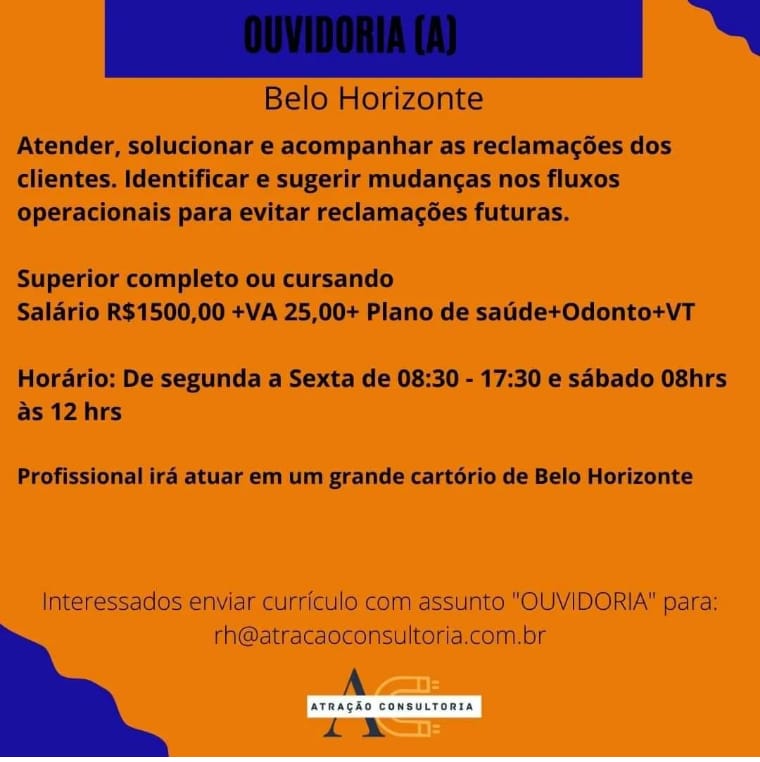 OUVIDORIA (A)
Belo Horizonte
Atender, solucionar e acompanhar as reclamações dos
clientes. Identificar e sugerir mudanças nos fluxos
operacionais para evitar reclamações futuras.
Superior completo ou cursando
Salário R$1500,00 +VA 25,00+ Plano de saúde+Odonto+VT
Horário: De segunda a Sexta de 08:30 - 17:30 e sábado 08hrs
às 12 hrs
Profissional irá atuar em um grande cartório de Belo Horizonte
Interessados enviar currículo com assunto "OUVIDORIA" para:
rh@atracaoconsultoria.com.br
AC
ATRAÇÃO CONSULTORIA